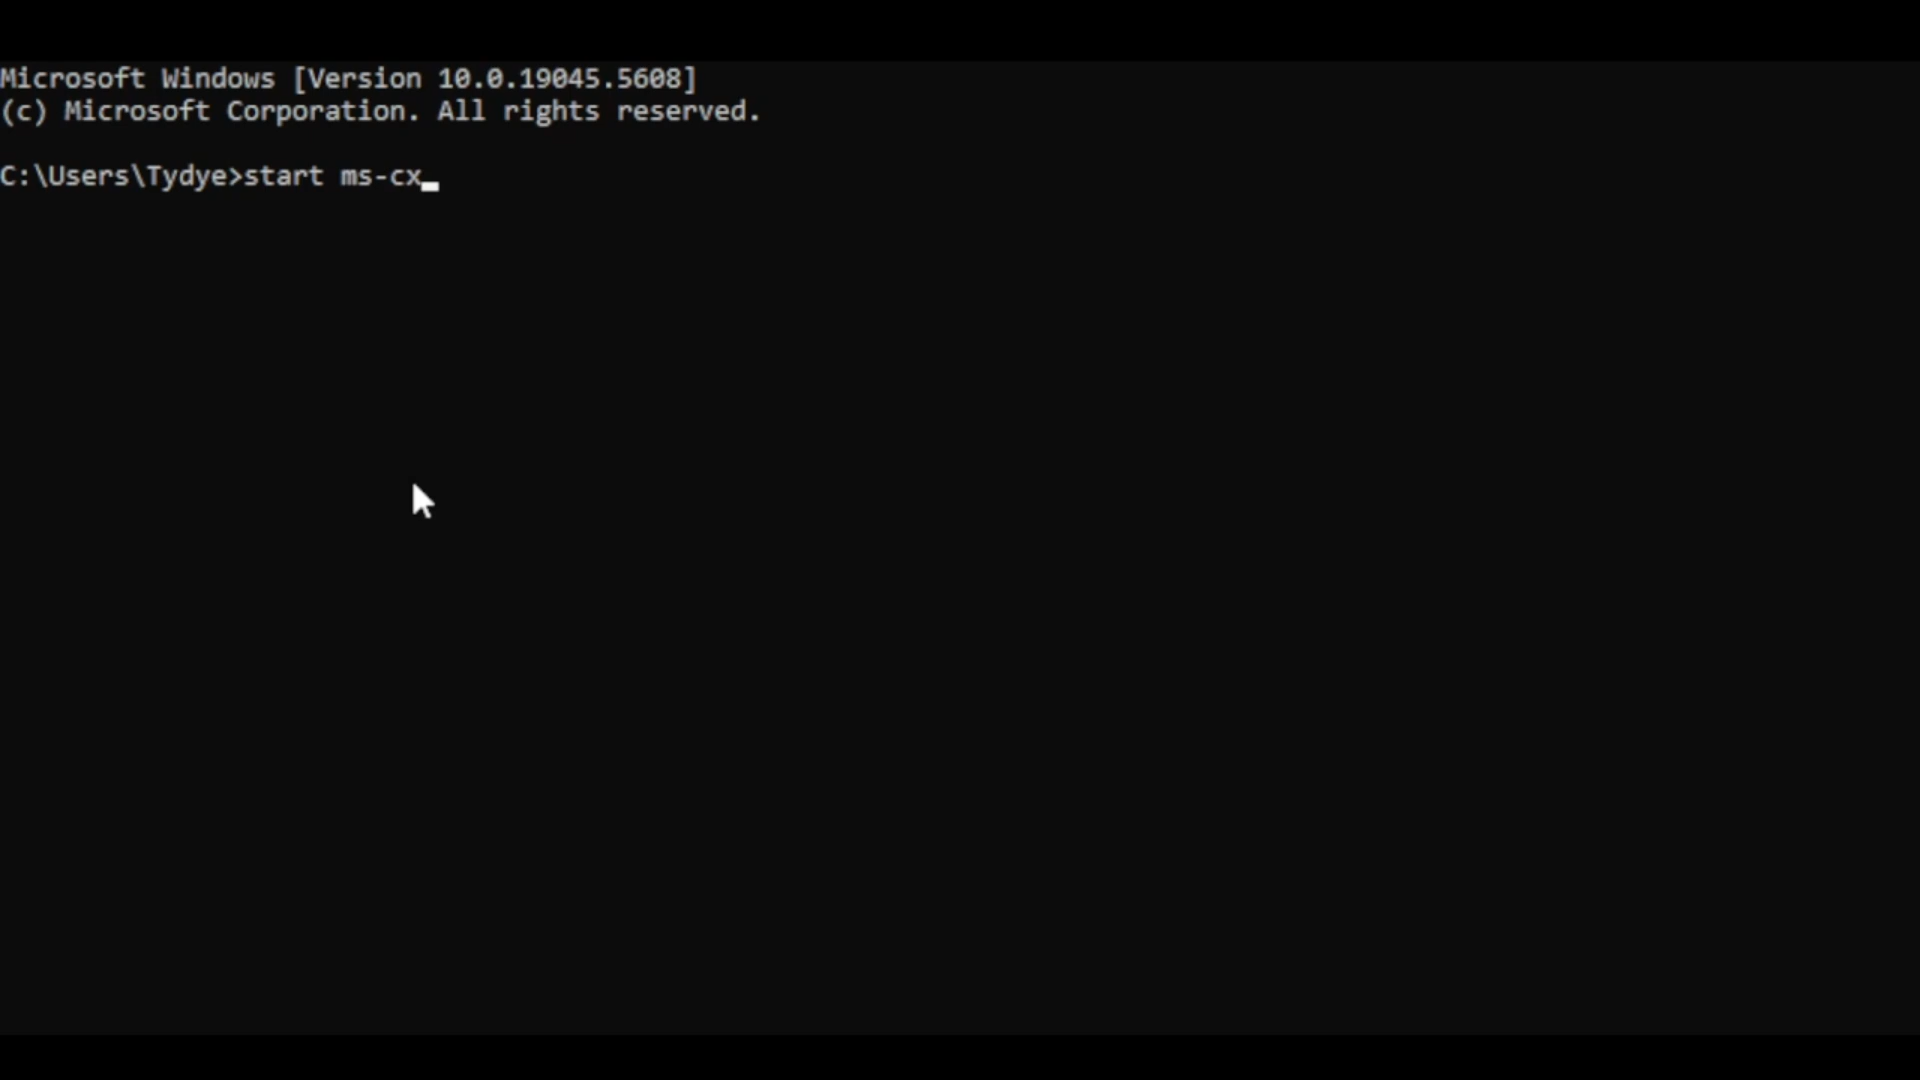 Microsoft Windows [Version 10.0.19045.5608]
(c) Microsoft Corporation. All rights reserved.
C:\Users\Tydye>start ms-cx